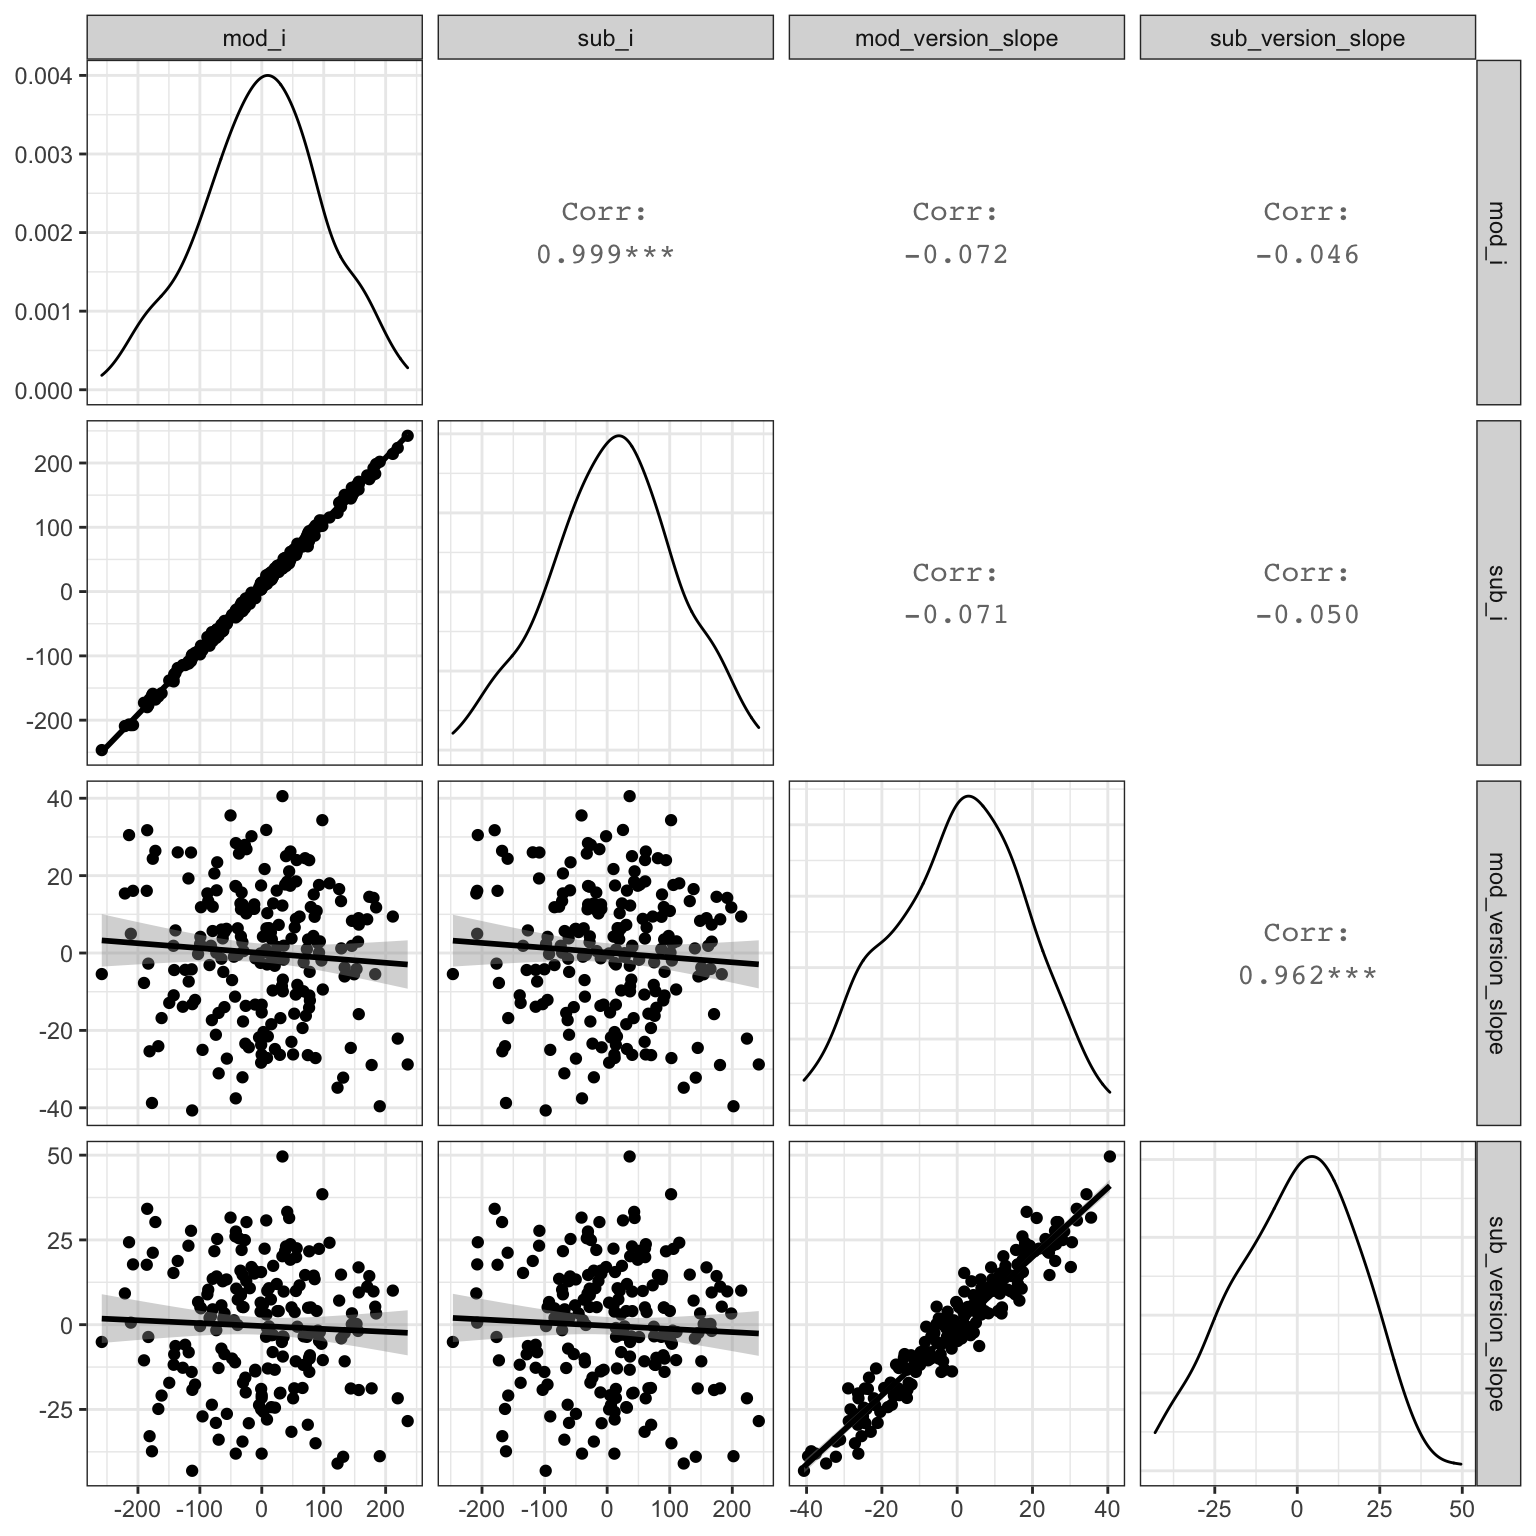 mod_i
sub_i
mod_version_slope
sub_version_slope
0.004
0.003
0.002
0.001
0.000
Corr:
0.999***
Corr:
-0.072
Corr:
-0.046
mod_i
200
100
0
-100
-200
Corr:
-0.071
Corr:
-0.050
sub_i
40
20
0
-20
-40
Corr:
0.962***
mod_version_slope
50
25
0
-25
sub_version_slope
-200 -100 0 100 200
-200 -100 0 100 200
-40 -20 0 20 40
-25 0 25 50